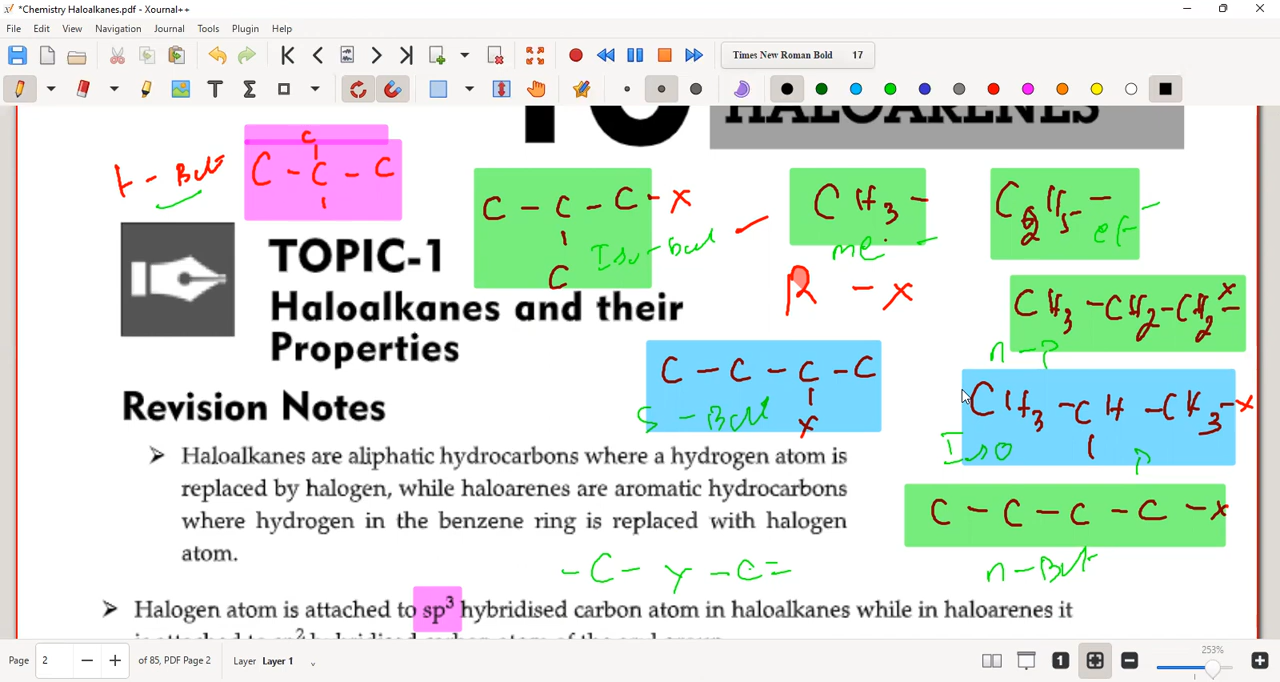 *Chemistry Haloalkanes.pdf - Xournal++
File Edit View Navigation Journal Tools Plugin Help
Times New Roman Bold 17
HALOARENES
t - But
C
C - C - C
C - C - C - X
C
Iso - But
CH3 -
me -
C2H5 -
et -
R - X
CH3 - CH2 - CH2 -
X
n - P
TOPIC-1
Haloalkanes and their
Properties
C - C - C - C
X
S - But
CH3 - CH - CH3 - X
Iso P
Revision Notes
Haloalkanes are aliphatic hydrocarbons where a hydrogen atom is
replaced by halogen, while haloarenes are aromatic hydrocarbons
where hydrogen in the benzene ring is replaced with halogen
atom.
C - C - C - C - X
n - But
- C - Y - C =
Halogen atom is attached to sp3 hybridised carbon atom in haloalkanes while in haloarenes it
Page 2 of 85, PDF Page 2 Layer Layer 1 253%